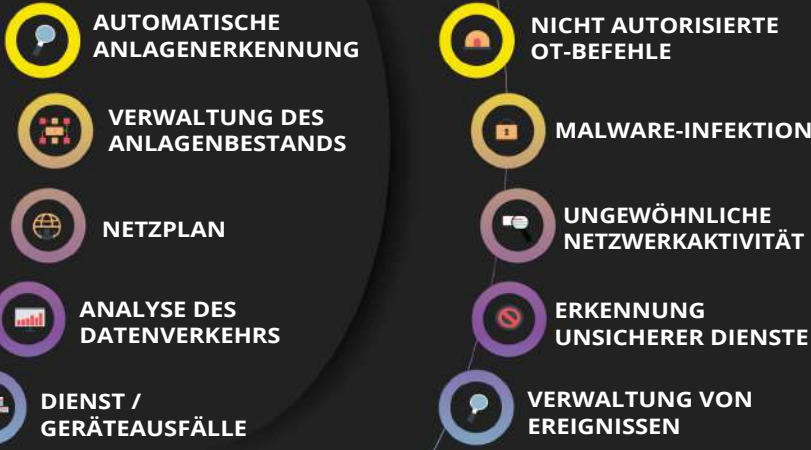 AUTOMATISCHE
ANLAGENERKENNUNG
VERWALTUNG DES
ANLAGENBESTANDS
NETZPLAN
ANALYSE DES
DATENVERKEHRS
DIENST /
GERÄTEAUSFÄLLE
NICHT AUTORISIERTE
OT-BEFEHLE
MALWARE-INFEKTION
UNGEWÖHNLICHE
NETZWERKAKTIVITÄT
ERKENNUNG
UNSICHERER DIENSTE
VERWALTUNG VON
EREIGNISSEN